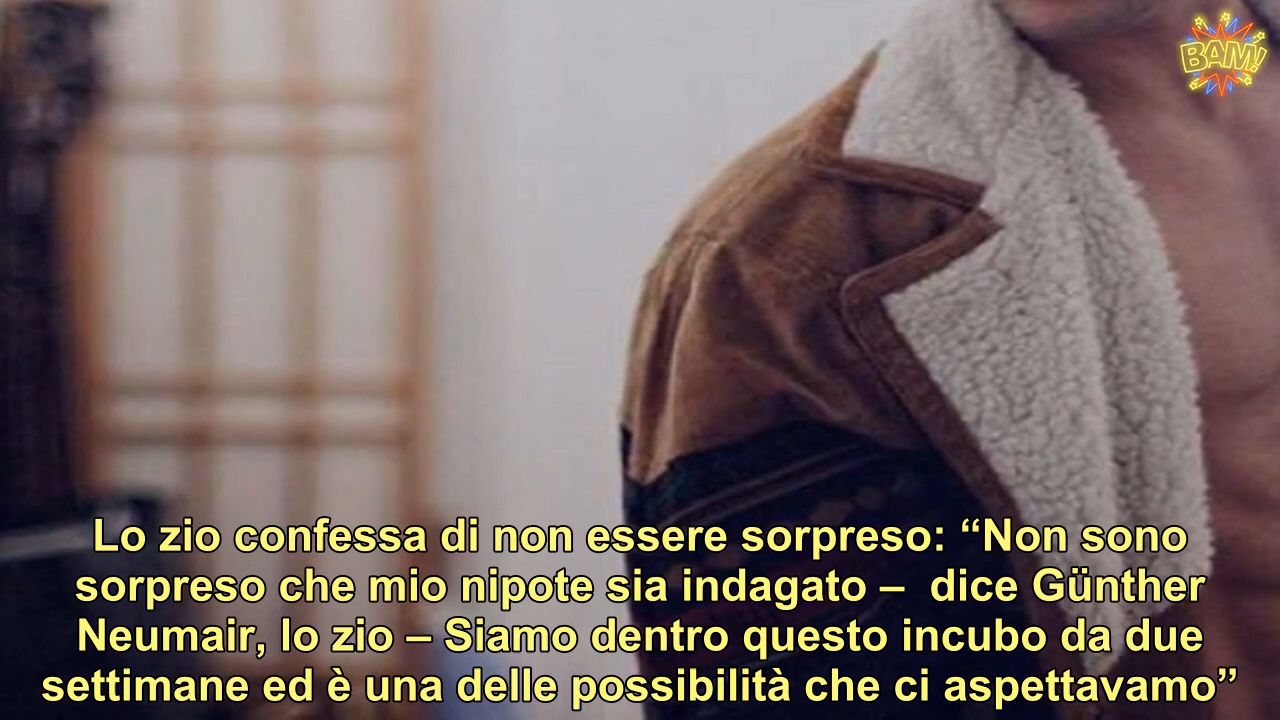 BAM!
Lo zio confessa di non essere sorpreso: “Non sono
sorpreso che mio nipote sia indagato –  dice Günther
Neumair, lo zio – Siamo dentro questo incubo da due
settimane ed è una delle possibilità che ci aspettavamo”